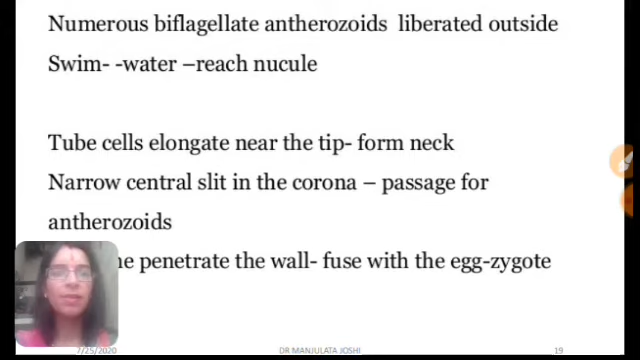 Numerous biflagellate antherozoids liberated outside
Swim- -water –reach nucule
Tube cells elongate near the tip- form neck
Narrow central slit in the corona – passage for
antherozoids
penetrate the wall- fuse with the egg-zygote
7/25/2020 DR MANJULATA JOSHI 19